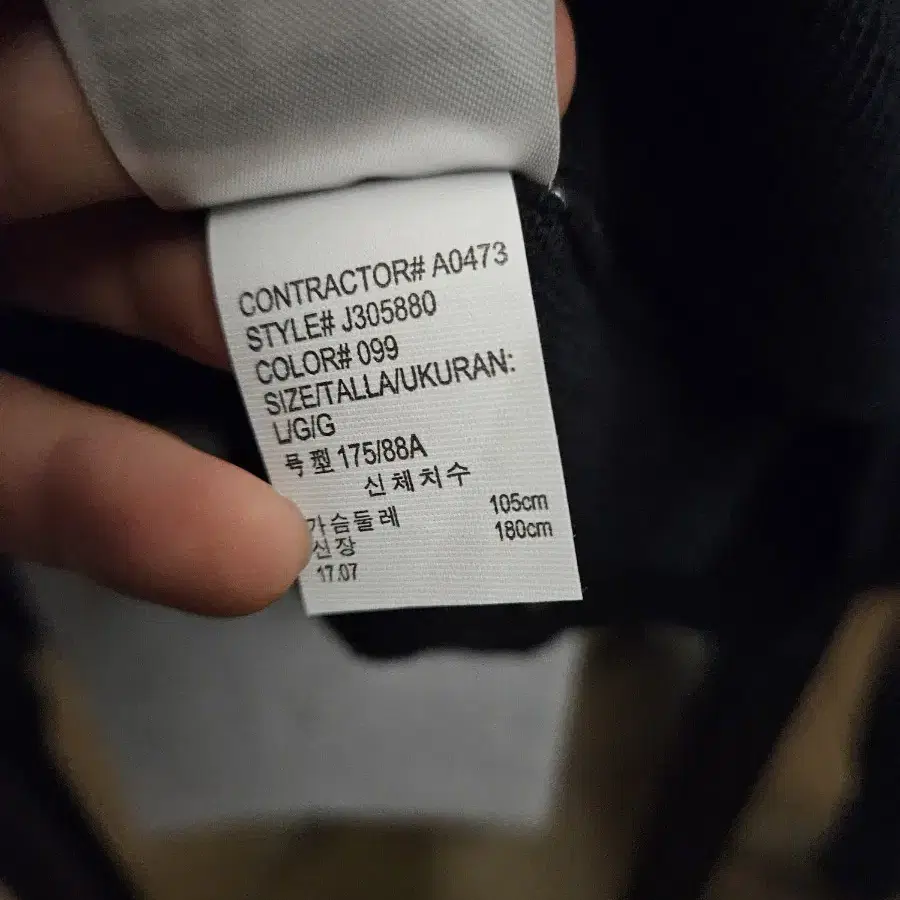 CONTRACTOR# A0473
STYLE# J305880
COLOR# 099
SIZE/TALLA/UKURAN:
L/G/G
号型 175/88A
신체치수
가슴둘레 105cm
신장 180cm
17.07